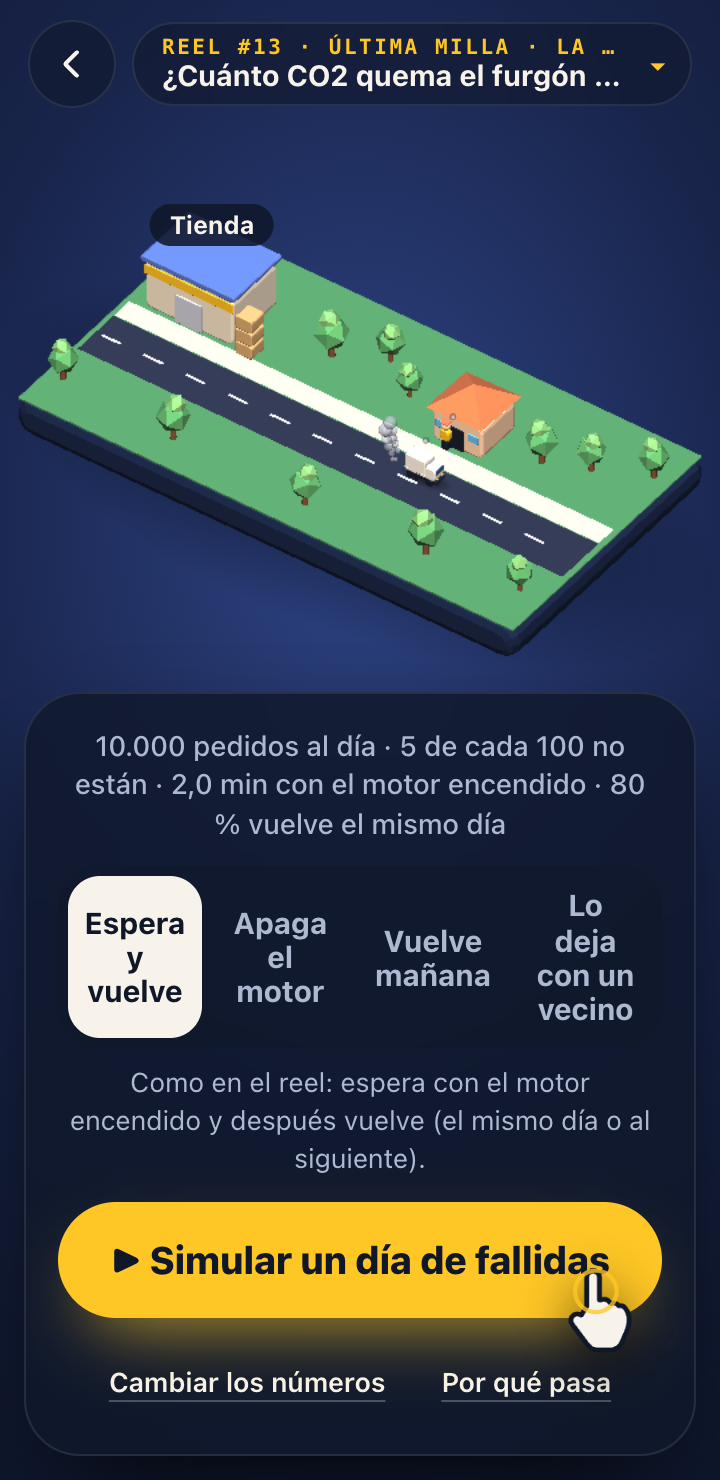 REEL #13 · ÚLTIMA MILLA · LA …
¿Cuánto CO2 quema el furgón ...
Tienda
10.000 pedidos al día · 5 de cada 100 no
están · 2,0 min con el motor encendido · 80
% vuelve el mismo día
Espera
y
vuelve
Apaga
el
motor
Vuelve
mañana
Lo
deja
con un
vecino
Como en el reel: espera con el motor
encendido y después vuelve (el mismo día o al
siguiente).
Simular un día de fallidas
Cambiar los números
Por qué pasa